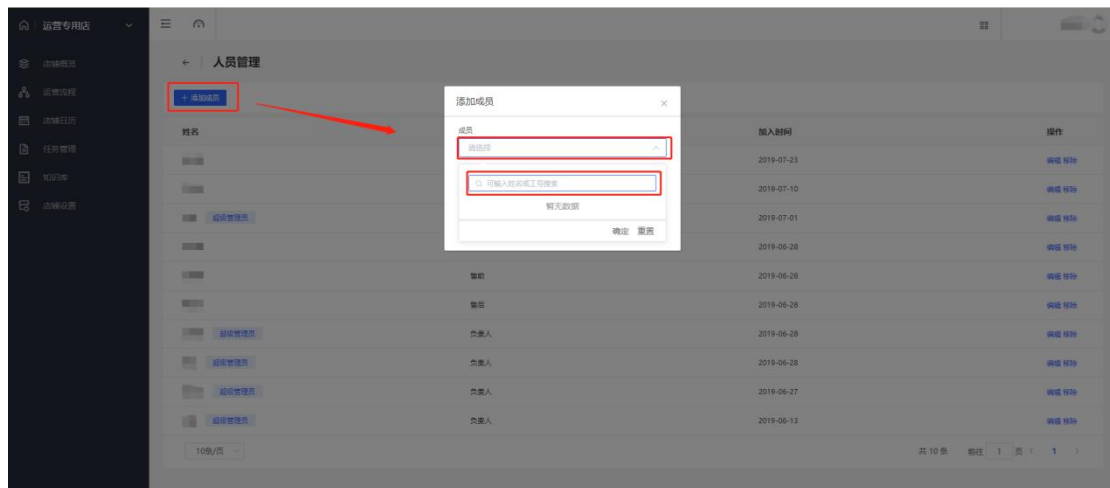 运营专用店
店铺概览
运营流程
店铺日历
任务管理
知识库
店铺设置
人员管理
+ 添加成员
姓名 加入时间 操作
2019-07-23 编辑 移除
2019-07-10 编辑 移除
超级管理员 2019-07-01 编辑 移除
2019-06-28 编辑 移除
售前 2019-06-28 编辑 移除
售后 2019-06-28 编辑 移除
超级管理员 负责人 2019-06-28 编辑 移除
超级管理员 负责人 2019-06-28 编辑 移除
超级管理员 负责人 2019-06-27 编辑 移除
超级管理员 负责人 2019-06-13 编辑 移除
10条/页 共 10 条 前往 1 页 1
添加成员
成员
请选择
可输入姓名或工号搜索
暂无数据
确定 重置